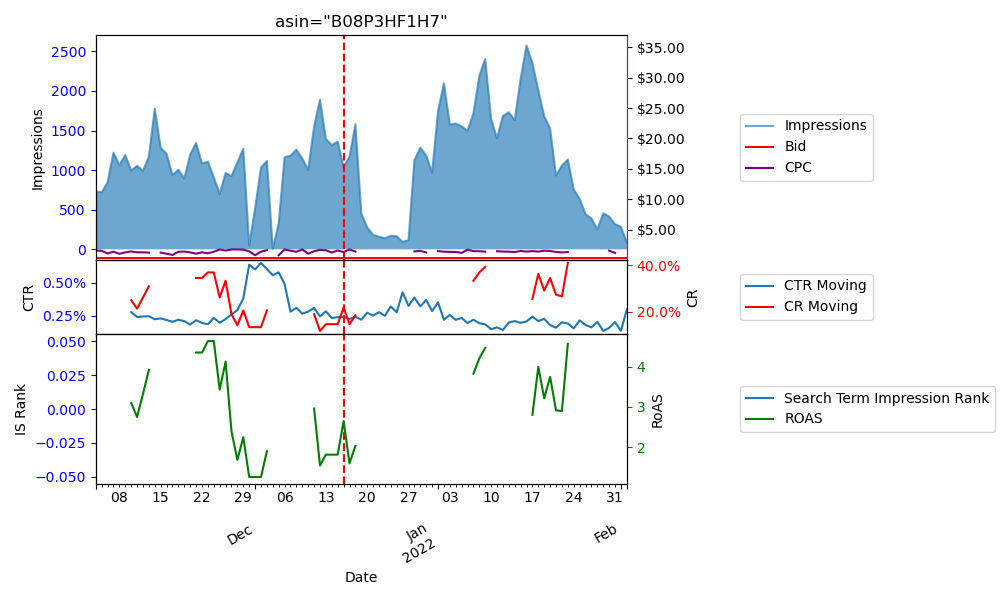 asin="B08P3HF1H7"
2500
2000
1500
1000
500
0
Impressions
$35.00
$30.00
$25.00
$20.00
$15.00
$10.00
$5.00
Impressions
Bid
CPC
0.50%
0.25%
CTR
40.0%
20.0%
CR
CTR Moving
CR Moving
0.050
0.025
0.000
−0.025
−0.050
IS Rank
4
3
2
RoAS
Search Term Impression Rank
ROAS
08 15 22 29 06 13 20 27 03 10 17 24 31
Dec Jan Feb
2022
Date